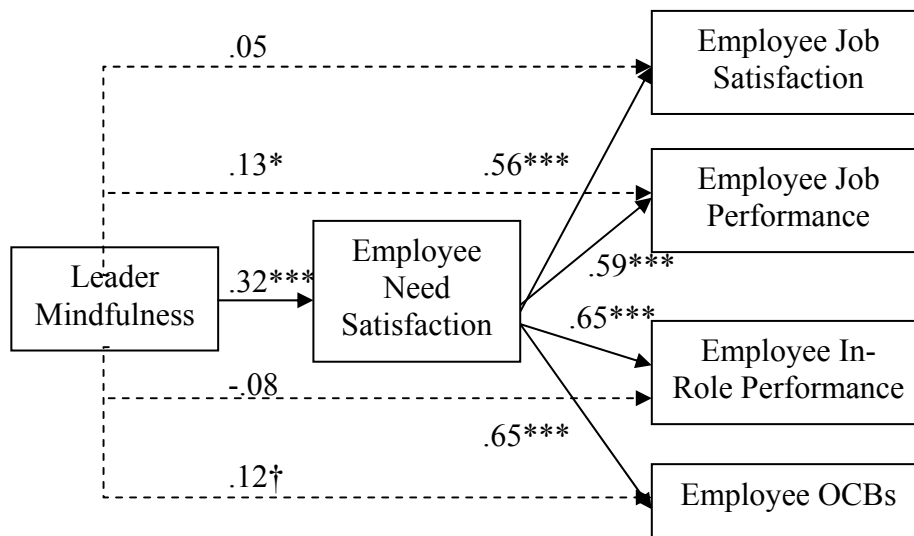 .05
Employee Job
Satisfaction
.13*
.56***
Employee Job
Performance
Leader
Mindfulness
.32***
Employee
Need
Satisfaction
.59***
.65***
Employee In-
Role Performance
-.08
.65***
.12†
Employee OCBs